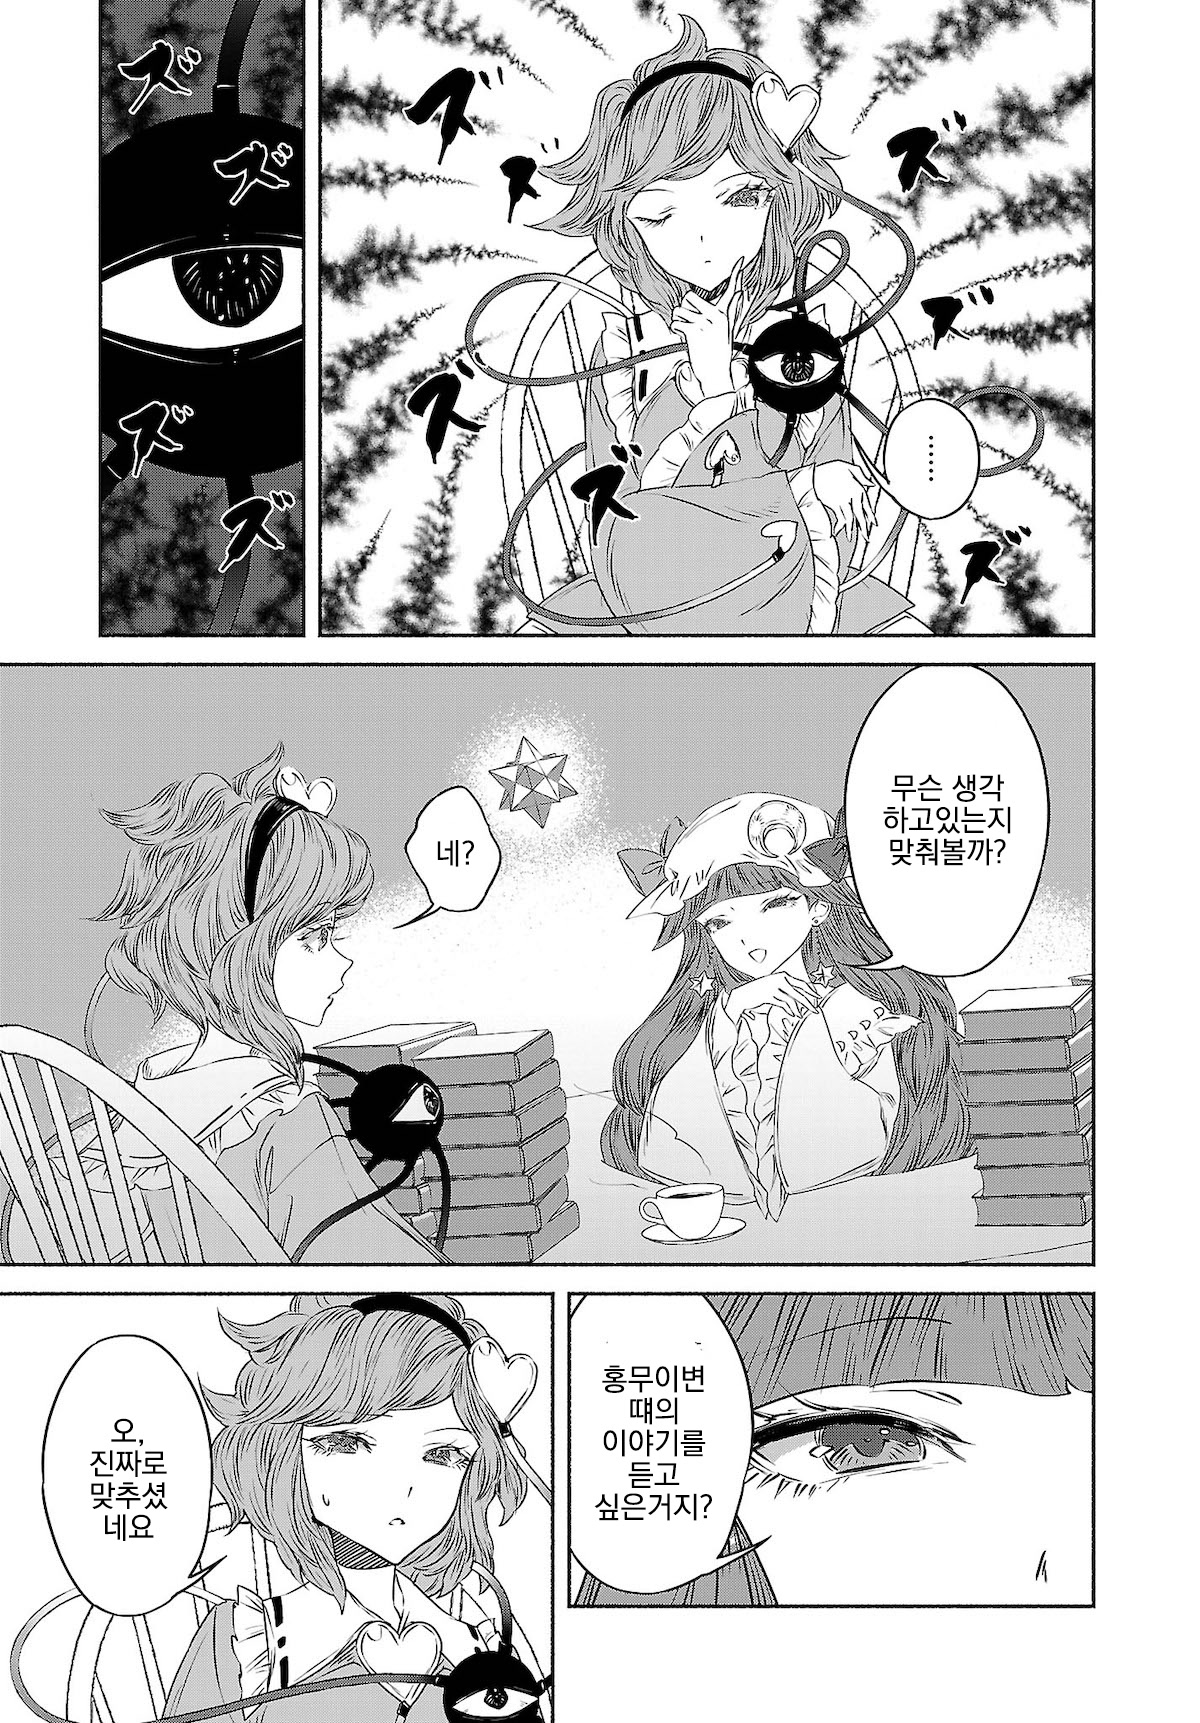 ズ
ズ
ズ
ズ
ズ
ズ
……
ズ
ズ
ズ
ズ
무슨 생각
하고있는지
맞춰볼까?
네?
홍무이변
떄의
이야기를
듣고
싶은거지?
오,
진짜로
맞추셨
네요